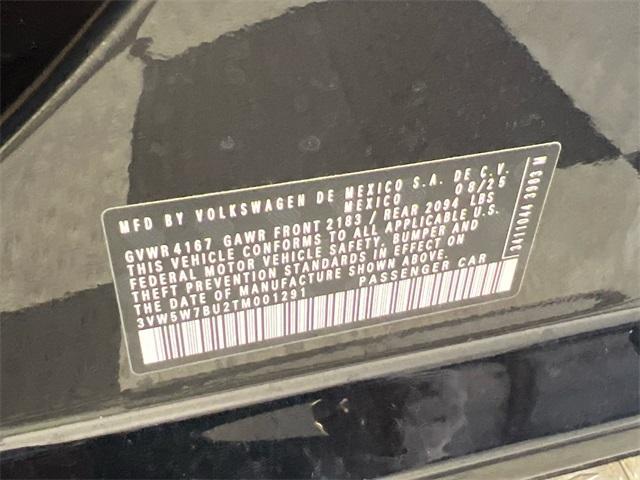 MFD BY VOLKSWAGEN DE MEXICO S.A. DE C.V.
MEXICO 08/25
GVWR 4167 GAWR FRONT 2183 / REAR 2094 LBS
THIS VEHICLE CONFORMS TO ALL APPLICABLE U.S.
FEDERAL MOTOR VEHICLE SAFETY, BUMPER AND
THEFT PREVENTION STANDARDS IN EFFECT ON
THE DATE OF MANUFACTURE SHOWN ABOVE.
3VW5W7BU2TM001291 PASSENGER CAR